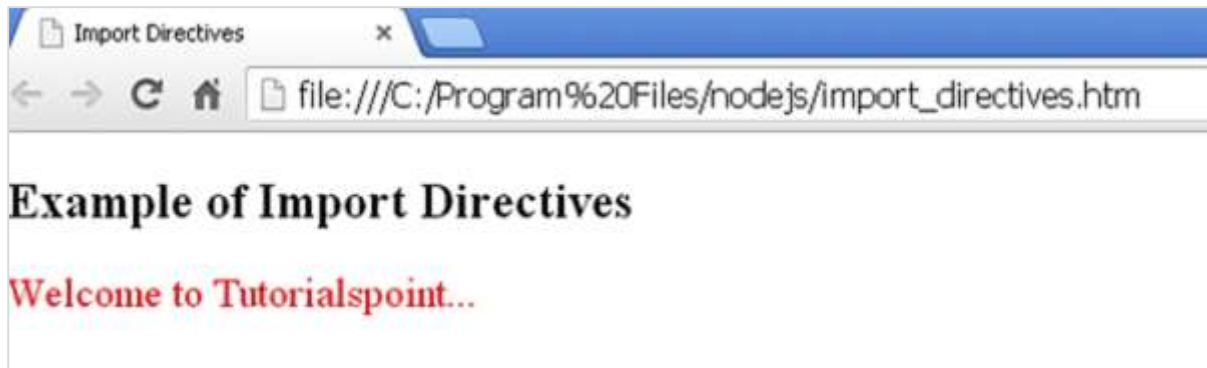 Import Directives
file:///C:/Program%20Files/nodejs/import_directives.htm
Example of Import Directives
Welcome to Tutorialspoint...